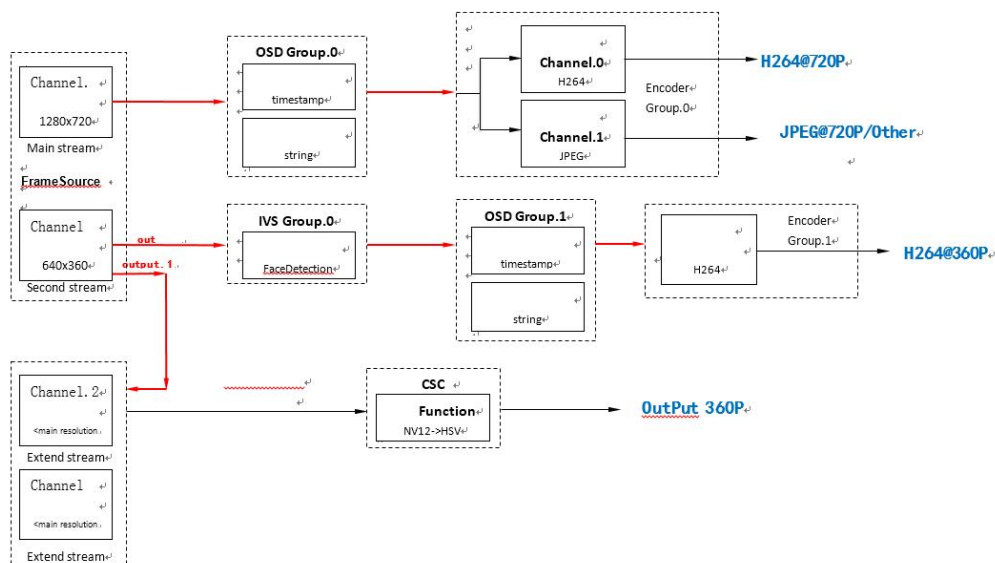 OSD Group.0
Channel.
1280x720
Main stream
timestamp
string
Channel.0
H264
Channel.1
JPEG
Encoder
Group.0
H264@720P
JPEG@720P/Other
FrameSource
Channel
640x360
Second stream
out
output.1
IVS Group.0
FaceDetection
OSD Group.1
timestamp
string
H264
Encoder
Group.1
H264@360P
Channel.2
<main resolution.
Extend stream
Channel
<main resolution.
Extend stream
CSC
Function
NV12->HSV
OutPut 360P